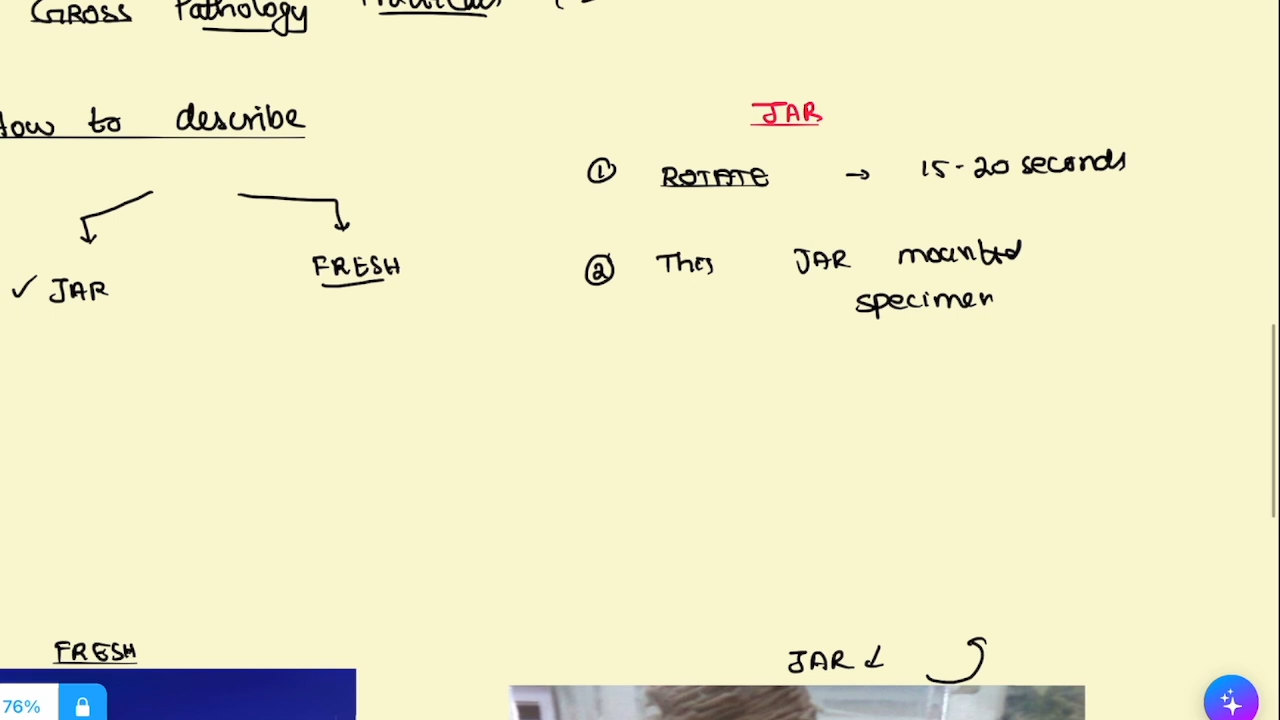 GROSS Pathology
How to describe
JAR
① ROTATE → 15-20 seconds
② This JAR mounted
specimen
FRESH
✓ JAR
FRESH
JAR
76%